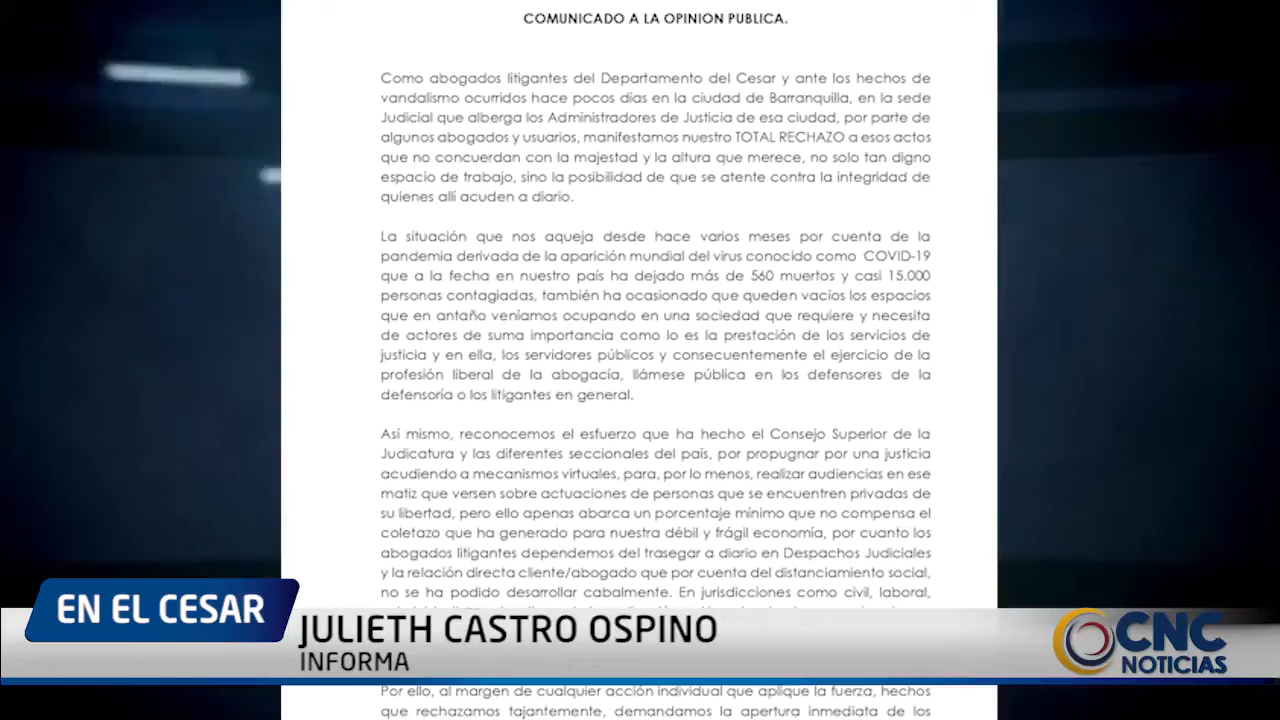 COMUNICADO A LA OPINION PUBLICA.
Como abogados litigantes del Departamento del Cesar y ante los hechos de
vandalismo ocurridos hace pocos días en la ciudad de Barranquilla, en la sede
Judicial que alberga los Administradores de Justicia de esa ciudad, por parte de
algunos abogados y usuarios, manifestamos nuestro TOTAL RECHAZO a esos actos
que no concuerdan con la majestad y la altura que merece, no solo tan digno
espacio de trabajo, sino la posibilidad de que se atente contra la integridad de
quienes allí acuden a diario.
La situación que nos aqueja desde hace varios meses por cuenta de la
pandemia derivada de la aparición mundial del virus conocido como COVID-19
que a la fecha en nuestro país ha dejado más de 560 muertos y casi 15.000
personas contagiadas, también ha ocasionado que queden vacíos los espacios
que en antaño veníamos ocupando en una sociedad que requiere y necesita
de actores de suma importancia como lo es la prestación de los servicios de
justicia y en ella, los servidores públicos y consecuentemente el ejercicio de la
profesión liberal de la abogacía, llámese pública en los defensores de la
defensoría o los litigantes en general.
Así mismo, reconocemos el esfuerzo que ha hecho el Consejo Superior de la
Judicatura y las diferentes seccionales del país, por propugnar por una justicia
acudiendo a mecanismos virtuales, para, por lo menos, realizar audiencias en ese
matiz que versen sobre actuaciones de personas que se encuentren privadas de
su libertad, pero ello apenas abarca un porcentaje mínimo que no compensa el
coletazo que ha generado para nuestra débil y frágil economía, por cuanto los
abogados litigantes dependemos del trasegar a diario en Despachos Judiciales
y la relación directa cliente/abogado que por cuenta del distanciamiento social,
no se ha podido desarrollar cabalmente. En jurisdicciones como civil, laboral,
EN EL CESAR
JULIETH CASTRO OSPINO
INFORMA
CNC
NOTICIAS
Por ello, al margen de cualquier acción individual que aplique la fuerza, hechos
que rechazamos tajantemente, demandamos la apertura inmediata de los